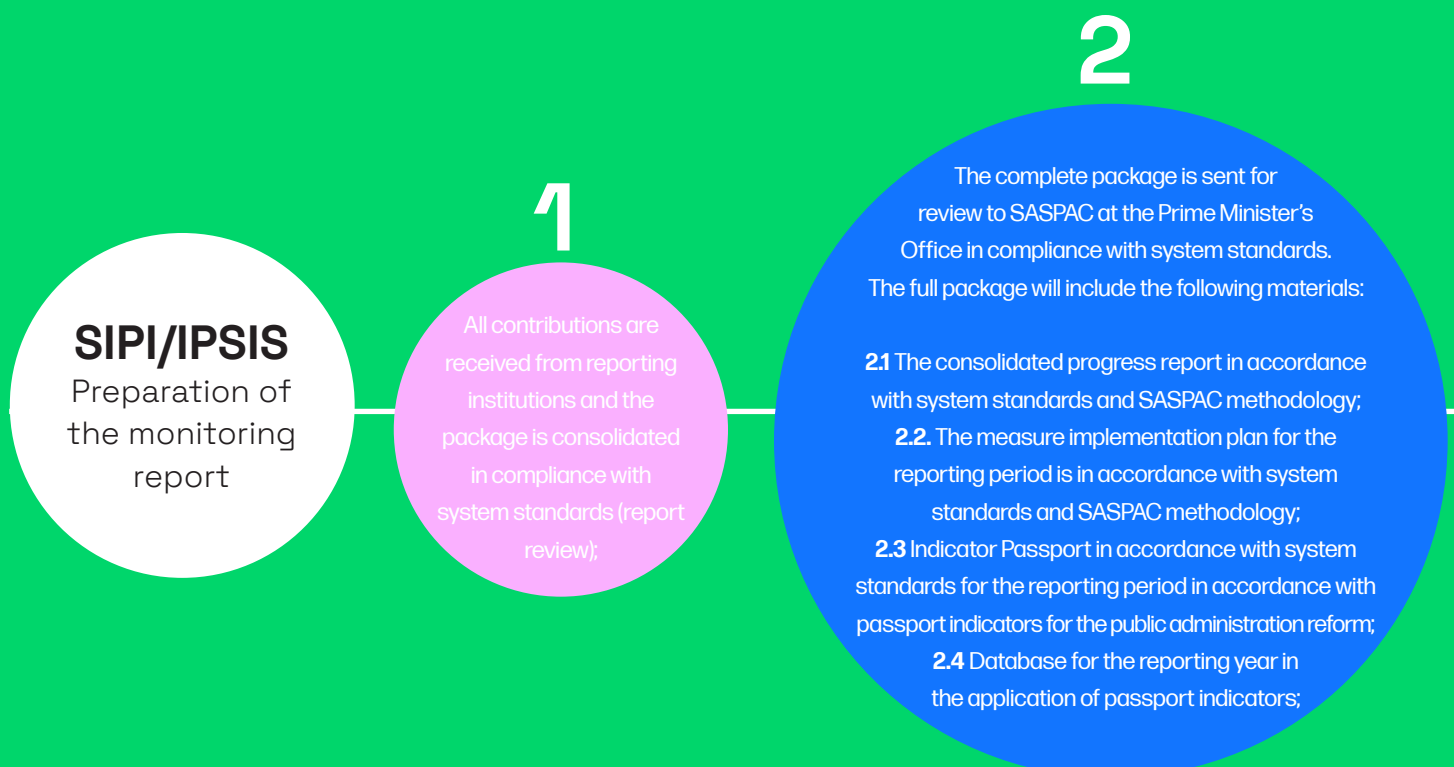 SIPI/IPSIS
Preparation of
the monitoring
report
1
All contributions are
received from reporting
institutions and the
package is consolidated
in compliance with
system standards (report
review);
2
The complete package is sent for
review to SASPAC at the Prime Minister's
Office in compliance with system standards.
The full package will include the following materials:
2.1 The consolidated progress report in accordance
with system standards and SASPAC methodology;
2.2. The measure implementation plan for the
reporting period is in accordance with system
standards and SASPAC methodology;
2.3 Indicator Passport in accordance with system
standards for the reporting period in accordance with
passport indicators for the public administration reform;
2.4 Database for the reporting year in
the application of passport indicators;